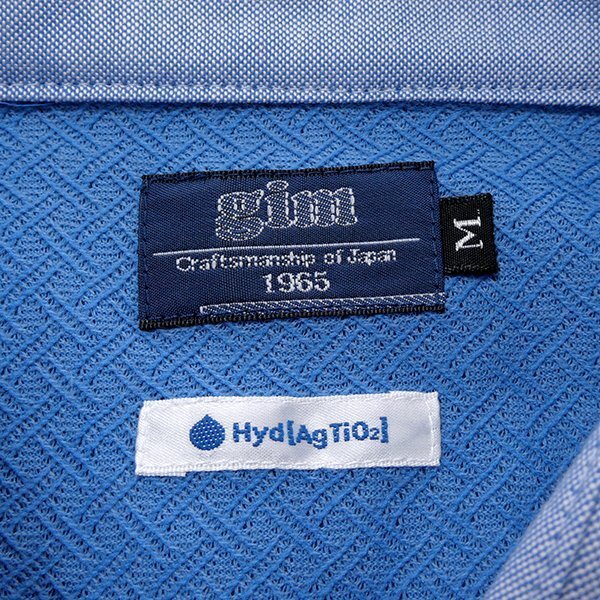 gim
Craftsmanship of Japan
1965
M
Hyd[AgTiO₂]